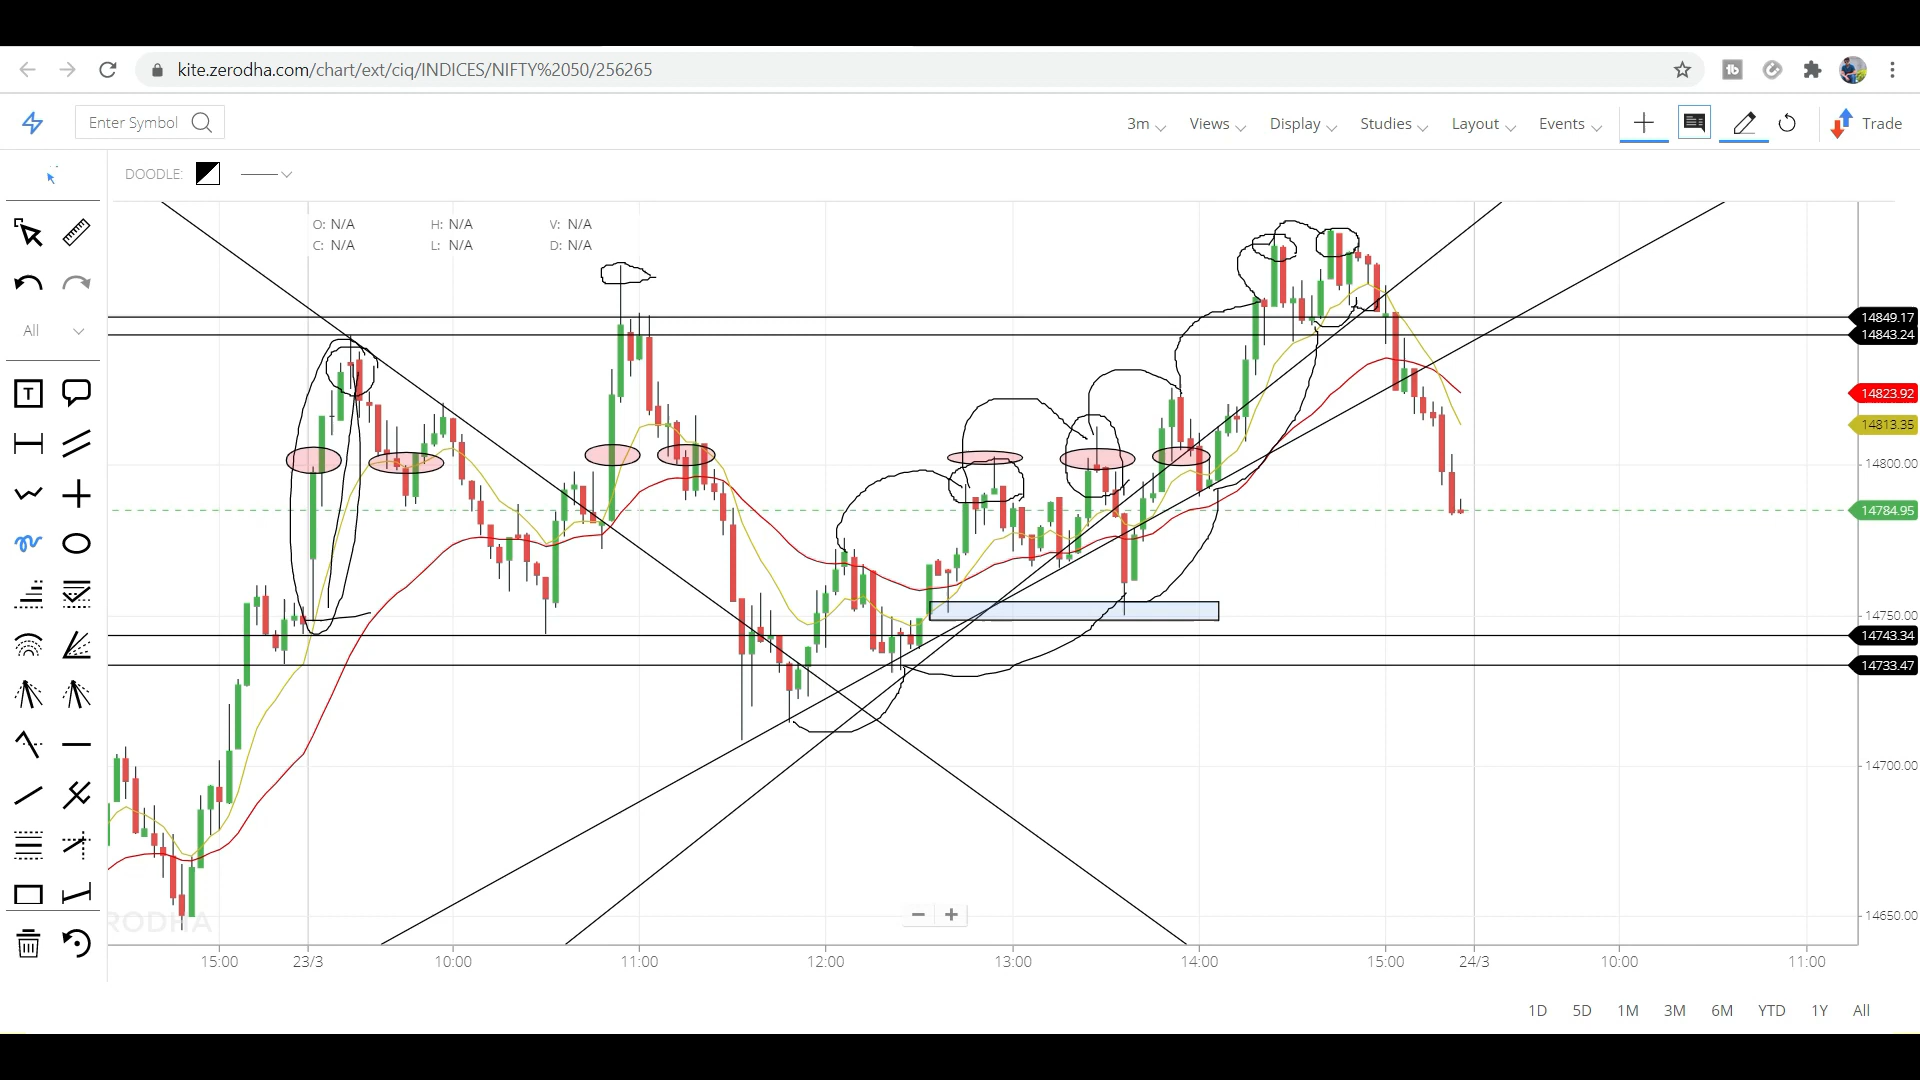 kite.zerodha.com/chart/ext/ciq/INDICES/NIFTY%2050/256265
tb
Enter Symbol
3m Views Display Studies Layout Events Trade
DOODLE:
O: N/A H: N/A V: N/A
C: N/A L: N/A D: N/A
All
T
14849.17
14843.24
14823.92
14813.35
14800.00
14784.95
14750.00
14743.34
14733.47
14700.00
14650.00
RODHA
15:00 23/3 10:00 11:00 12:00 13:00 14:00 15:00 24/3 10:00 11:00
1D 5D 1M 3M 6M YTD 1Y All